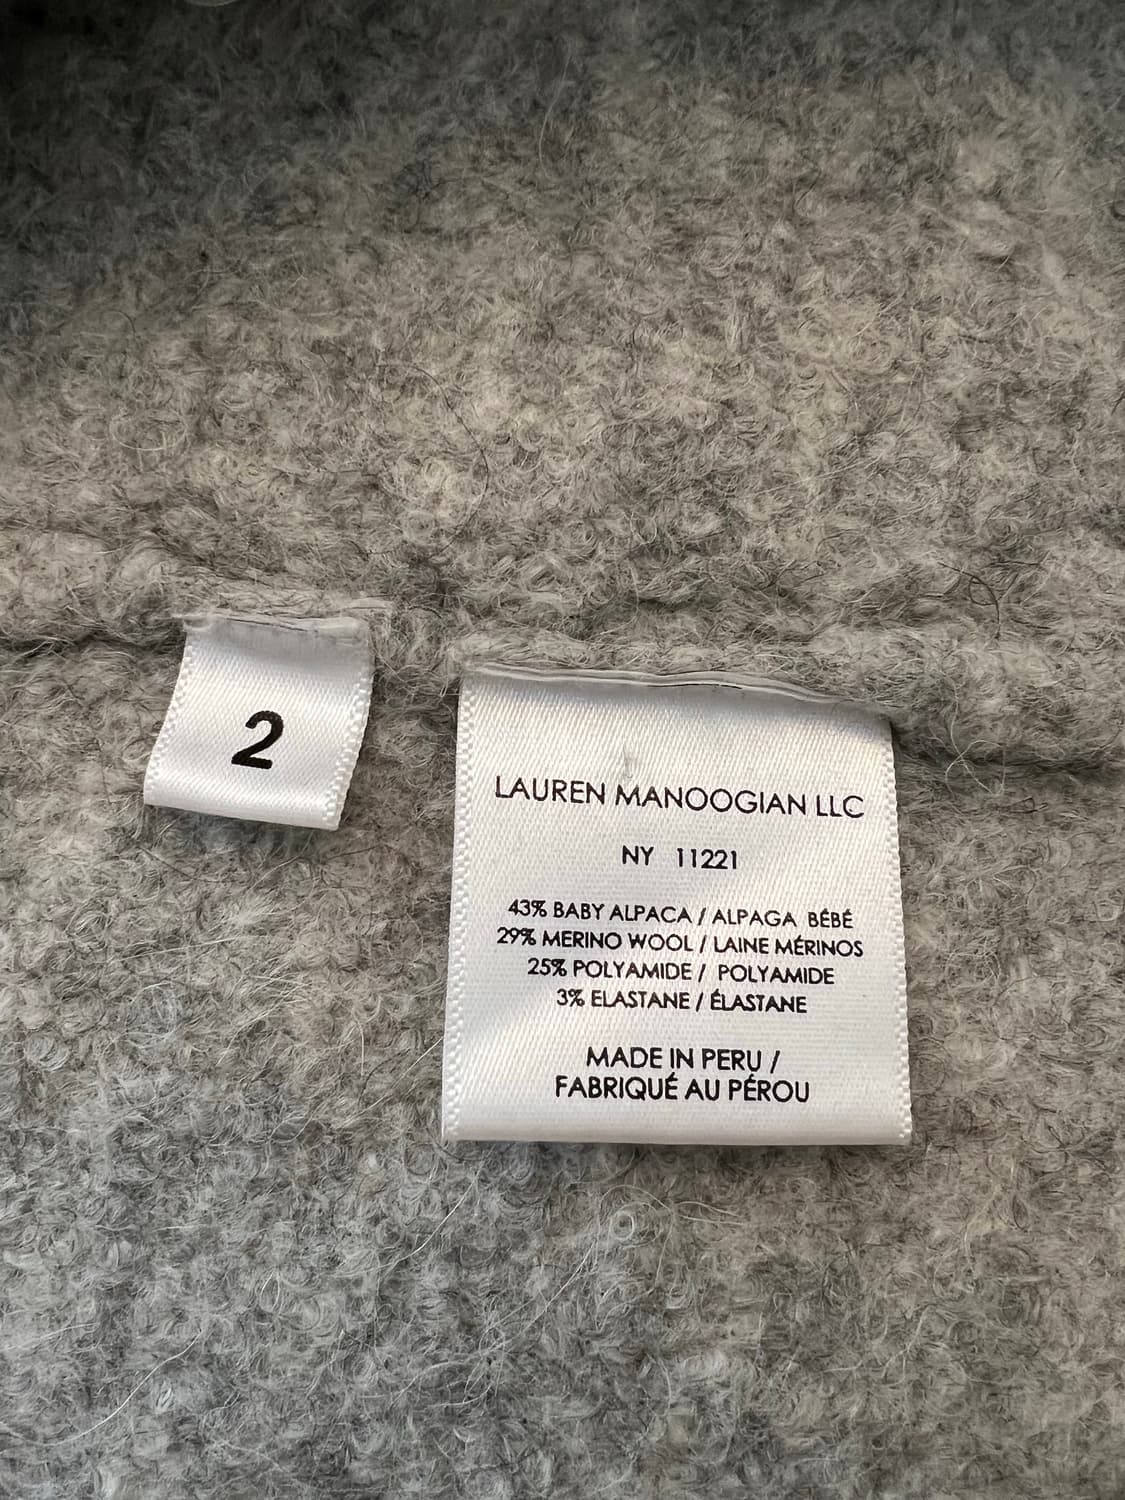 2
LAUREN MANOOGIAN LLC
NY 11221
43% BABY ALPACA / ALPAGA BÉBÉ
29% MERINO WOOL / LAINE MÉRINOS
25% POLYAMIDE / POLYAMIDE
3% ELASTANE / ÉLASTANE
MADE IN PERU /
FABRIQUÉ AU PÉROU